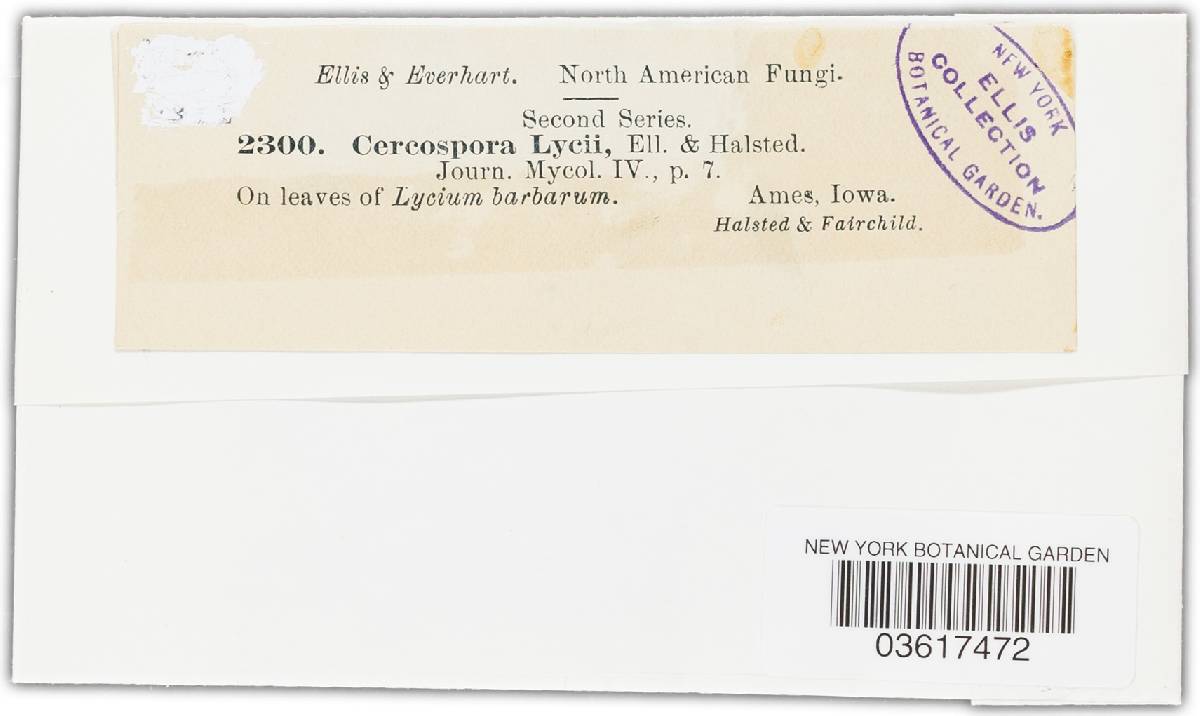 Ellis & Everhart. North American Fungi.
Second Series.
2300. Cercospora Lycii, Ell. & Halsted.
Journ. Mycol. IV., p. 7.
On leaves of Lycium barbarum. Ames, Iowa.
Halsted & Fairchild.
NEW YORK
ELLIS
COLLECTION
BOTANICAL GARDEN.
NEW YORK BOTANICAL GARDEN
03617472